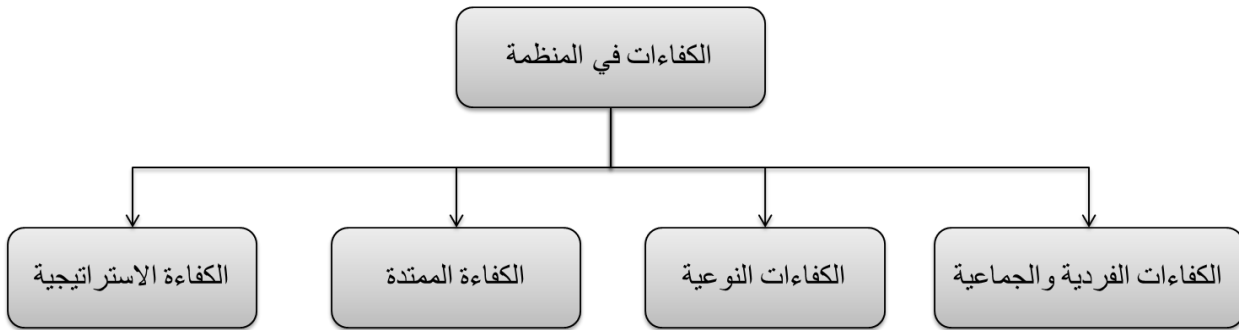 الكفاءات في المنظمة
الكفاءات الفردية والجماعية
الكفاءات النوعية
الكفاءة الممتدة
الكفاءة الاستراتيجية